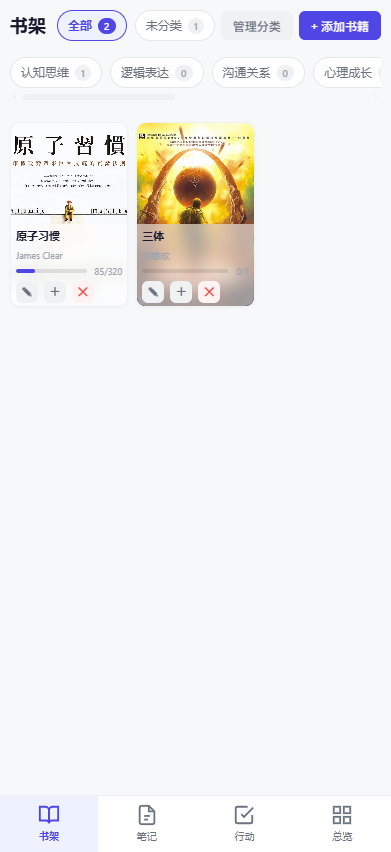 书架
全部 2
未分类 1
管理分类
+ 添加书籍
认知思维 1
逻辑表达 0
沟通关系 0
心理成长
原子習慣
原子习惯
James Clear
85/320
三体
书架
笔记
行动
总览